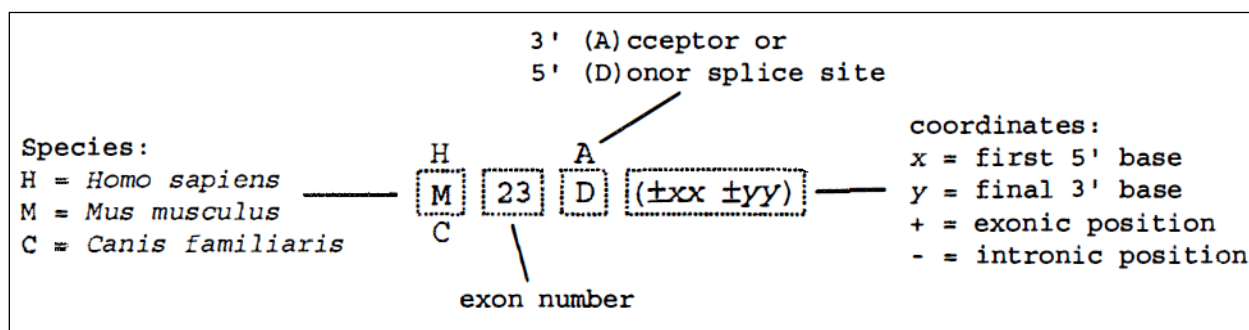 3' (A)cceptor or
5' (D)onor splice site
Species:
H = Homo sapiens
M = Mus musculus
C = Canis familiaris
H A
M 23 D (±xx ±yy)
C
exon number
coordinates:
x = first 5' base
y = final 3' base
+ = exonic position
- = intronic position